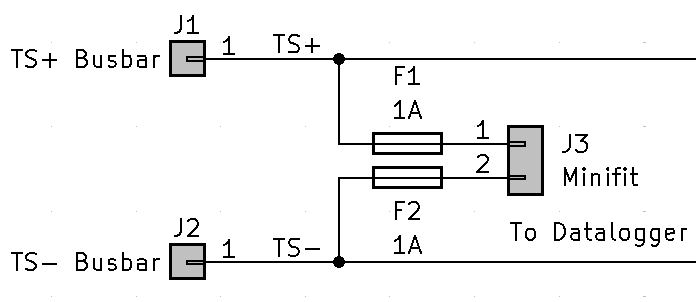 J1
TS+ Busbar
1
TS+
F1
1A
1
J3
2
Minifit
F2
1A
To Datalogger
J2
TS- Busbar
1
TS-